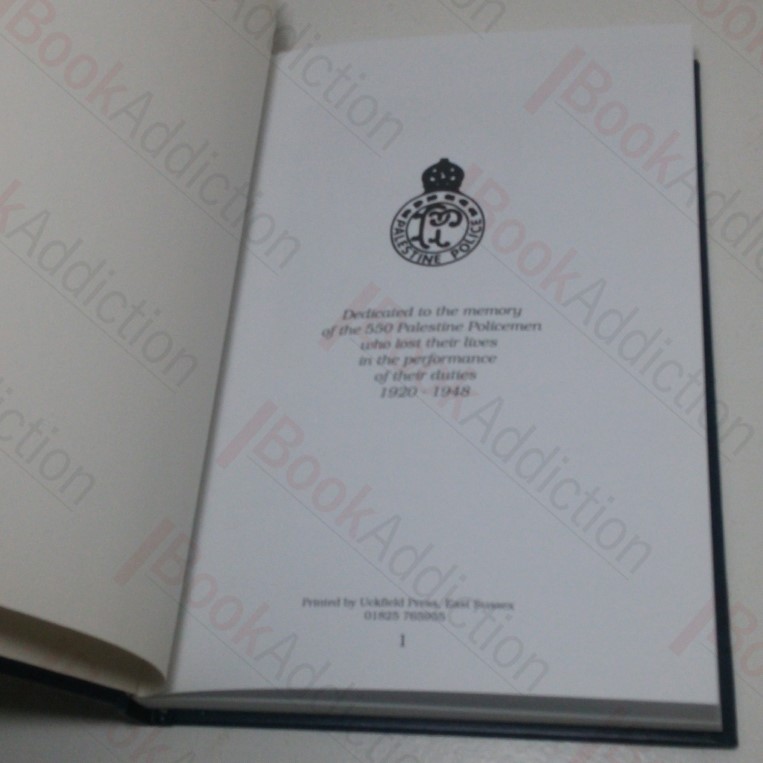 PALESTINE POLICE
Dedicated to the memory
of the 550 Palestine Policemen
who lost their lives
in the performance
of their duties
1920 - 1948
Printed by Uckfield Press, East Sussex
01825
1
BookAddiction